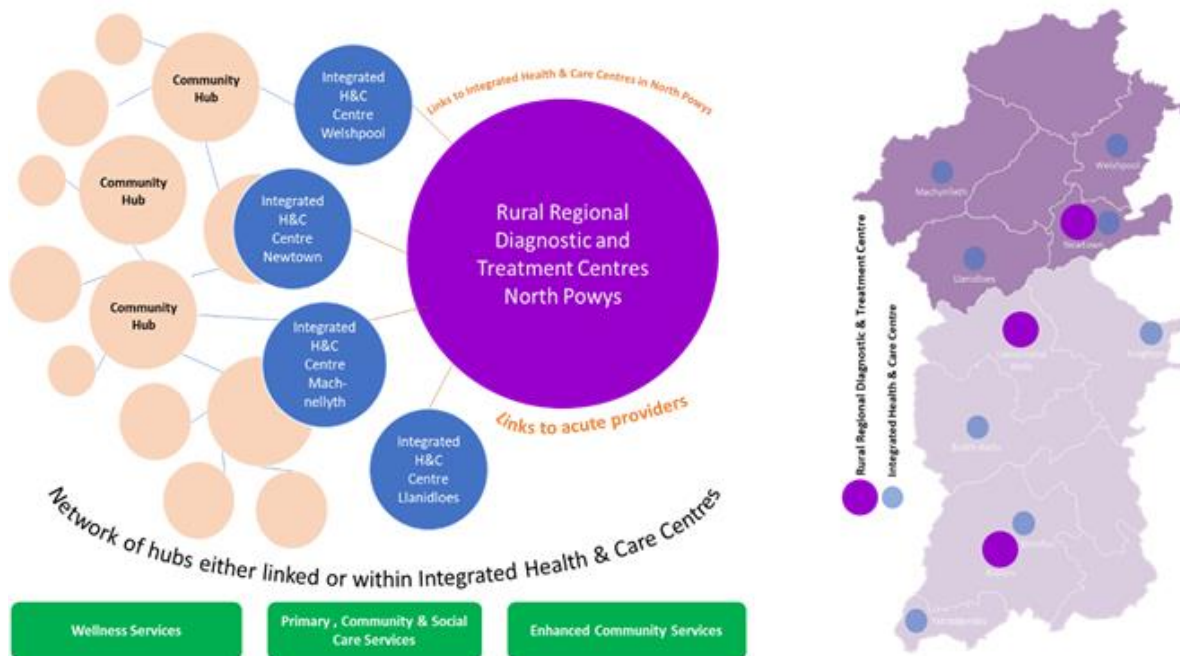 Community
Hub
Community
Hub
Community
Hub
Integrated
H&C
Centre
Welshpool
Integrated
H&C
Centre
Newtown
Integrated
H&C
Centre
Mach-
nellyth
Integrated
H&C
Centre
Llanidloes
Links to Integrated Health & Care Centres in North Powys
Rural Regional
Diagnostic and
Treatment Centres
North Powys
Links to acute providers
Network of hubs either linked or within Integrated Health & Care Centres
Wellness Services
Primary , Community & Social
Care Services
Enhanced Community Services
Rural Regional Diagnostic & Treatment Centre
Integrated Health & Care Centre
Welshpool
Machynlleth
Newtown
Llanidloes